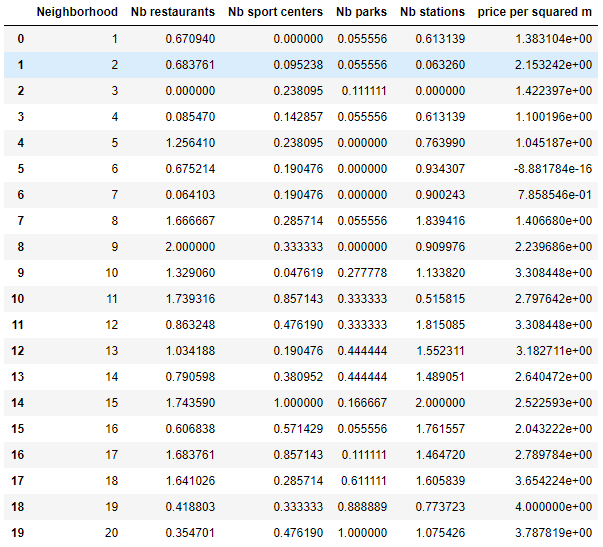 Neighborhood Nb restaurants Nb sport centers Nb parks Nb stations price per squared m
0 1 0.670940 0.000000 0.055556 0.613139 1.383104e+00
1 2 0.683761 0.095238 0.055556 0.063260 2.153242e+00
2 3 0.000000 0.238095 0.111111 0.000000 1.422397e+00
3 4 0.085470 0.142857 0.055556 0.613139 1.100196e+00
4 5 1.256410 0.238095 0.000000 0.763990 1.045187e+00
5 6 0.675214 0.190476 0.000000 0.934307 -8.881784e-16
6 7 0.064103 0.190476 0.000000 0.900243 7.858546e-01
7 8 1.666667 0.285714 0.055556 1.839416 1.406680e+00
8 9 2.000000 0.333333 0.000000 0.909976 2.239686e+00
9 10 1.329060 0.047619 0.277778 1.133820 3.308448e+00
10 11 1.739316 0.857143 0.333333 0.515815 2.797642e+00
11 12 0.863248 0.476190 0.333333 1.815085 3.308448e+00
12 13 1.034188 0.190476 0.444444 1.552311 3.182711e+00
13 14 0.790598 0.380952 0.444444 1.489051 2.640472e+00
14 15 1.743590 1.000000 0.166667 2.000000 2.522593e+00
15 16 0.606838 0.571429 0.055556 1.761557 2.043222e+00
16 17 1.683761 0.857143 0.111111 1.464720 2.789784e+00
17 18 1.641026 0.285714 0.611111 1.605839 3.654224e+00
18 19 0.418803 0.333333 0.888889 0.773723 4.000000e+00
19 20 0.354701 0.476190 1.000000 1.075426 3.787819e+00